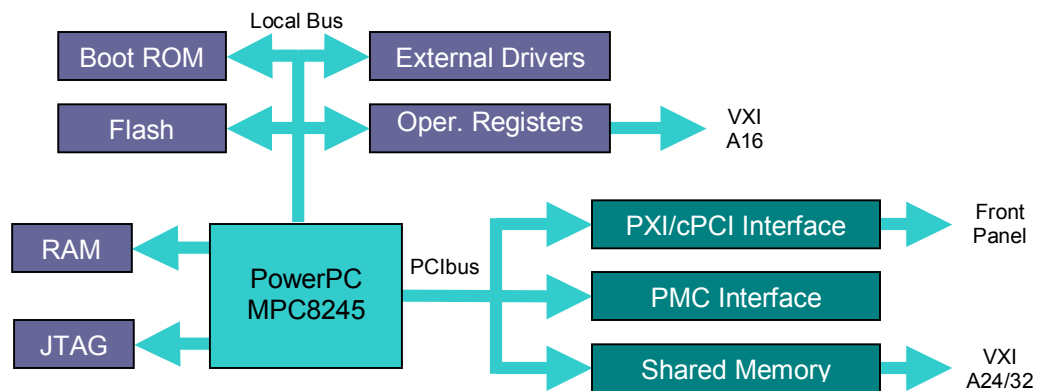 Local Bus
Boot ROM
External Drivers
Flash
Oper. Registers
VXI
A16
RAM
PowerPC
MPC8245
JTAG
PCIbus
PXI/cPCI Interface
Front
Panel
PMC Interface
Shared Memory
VXI
A24/32